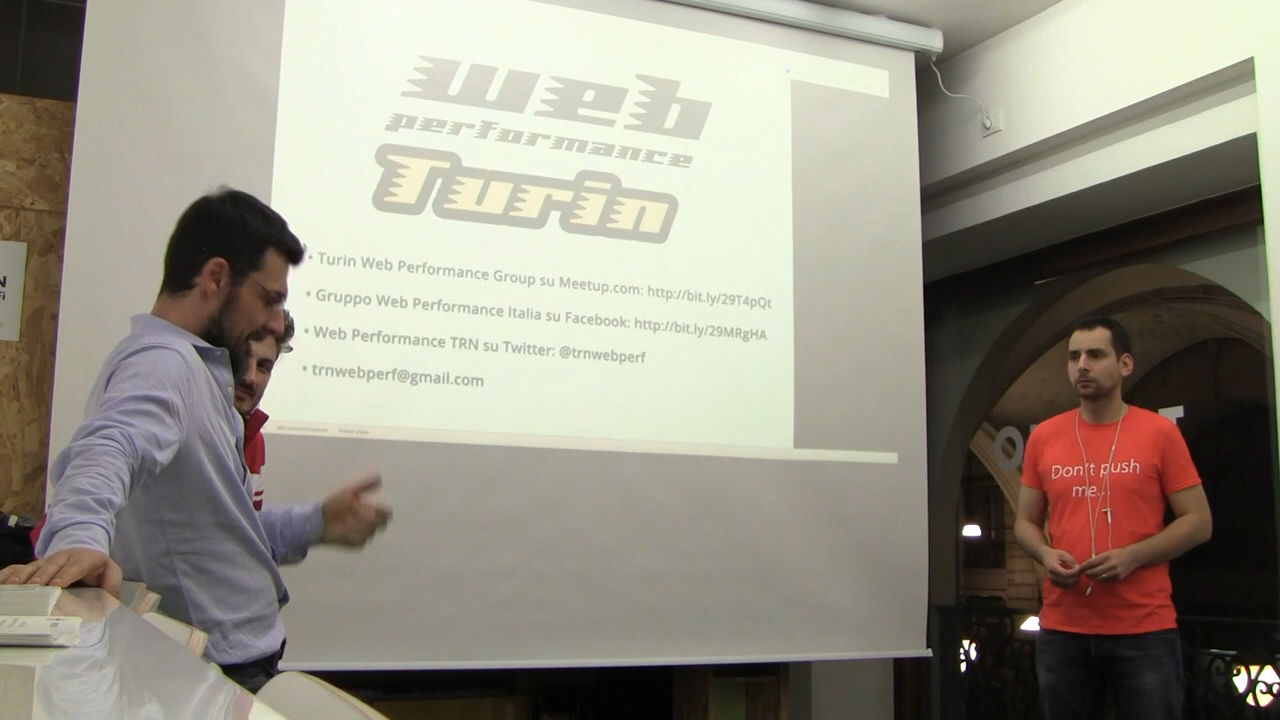 web
performance
Turin
• Turin Web Performance Group su Meetup.com: http://bit.ly/29T4pQt
• Gruppo Web Performance Italia su Facebook: http://bit.ly/29MRgHA
• Web Performance TRN su Twitter: @trnwebperf
• trnwebperf@gmail.com
Don't push
me...
N
Fi